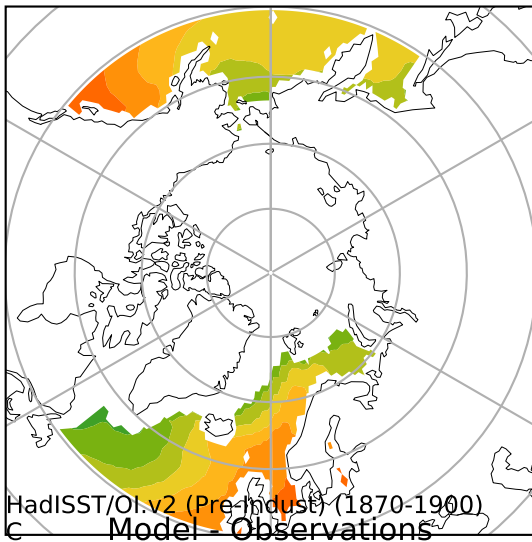 HadISST/OI.v2 (Pre-Indust) (1870-1900)
C Model - Observations